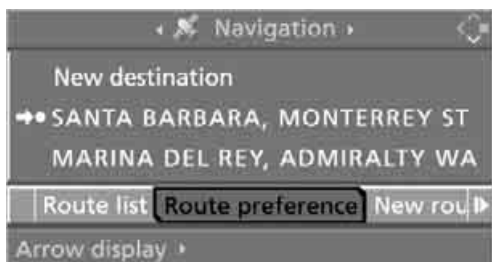 Navigation
New destination
SANTA BARBARA, MONTERREY ST
MARINA DEL REY, ADMIRALTY WA
Route list Route preference New rou
Arrow display